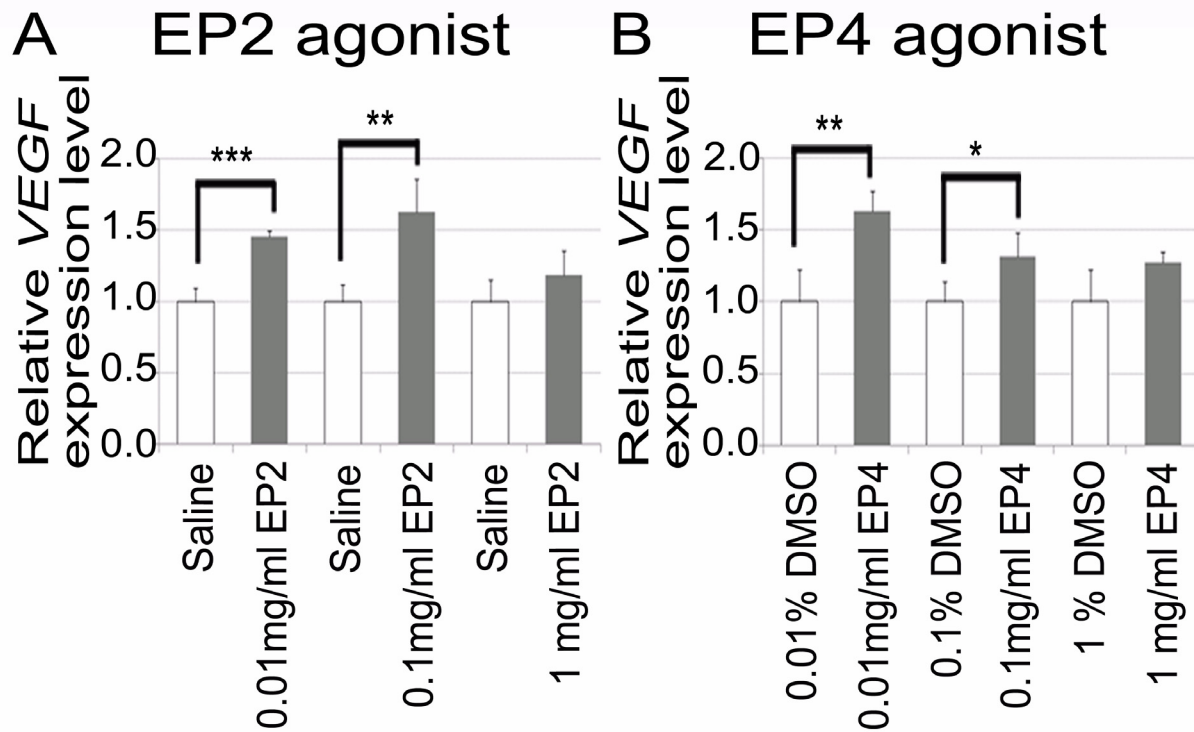 A EP2 agonist
Relative VEGF
expression level
2.0
1.5
1.0
0.5
0.0
***
**
Saline
0.01mg/ml EP2
Saline
0.1mg/ml EP2
Saline
1 mg/ml EP2
B EP4 agonist
Relative VEGF
expression level
2.0
1.5
1.0
0.5
0.0
**
*
0.01% DMSO
0.01mg/ml EP4
0.1% DMSO
0.1mg/ml EP4
1 % DMSO
1 mg/ml EP4